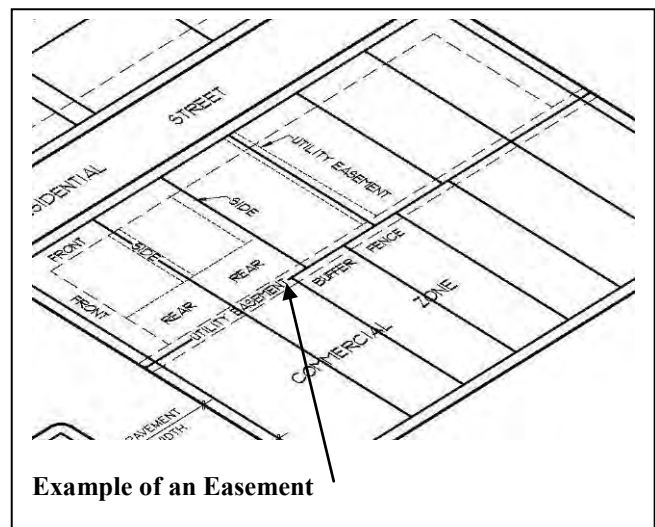 STREET
SIDENTIAL
UTILITY EASEMENT
SIDE
FRONT
SIDE
FRONT
REAR
REAR
UTILITY EASEMENT
BUFFER FENCE
COMMERCIAL ZONE
PAVEMENT
WIDTH
Example of an Easement